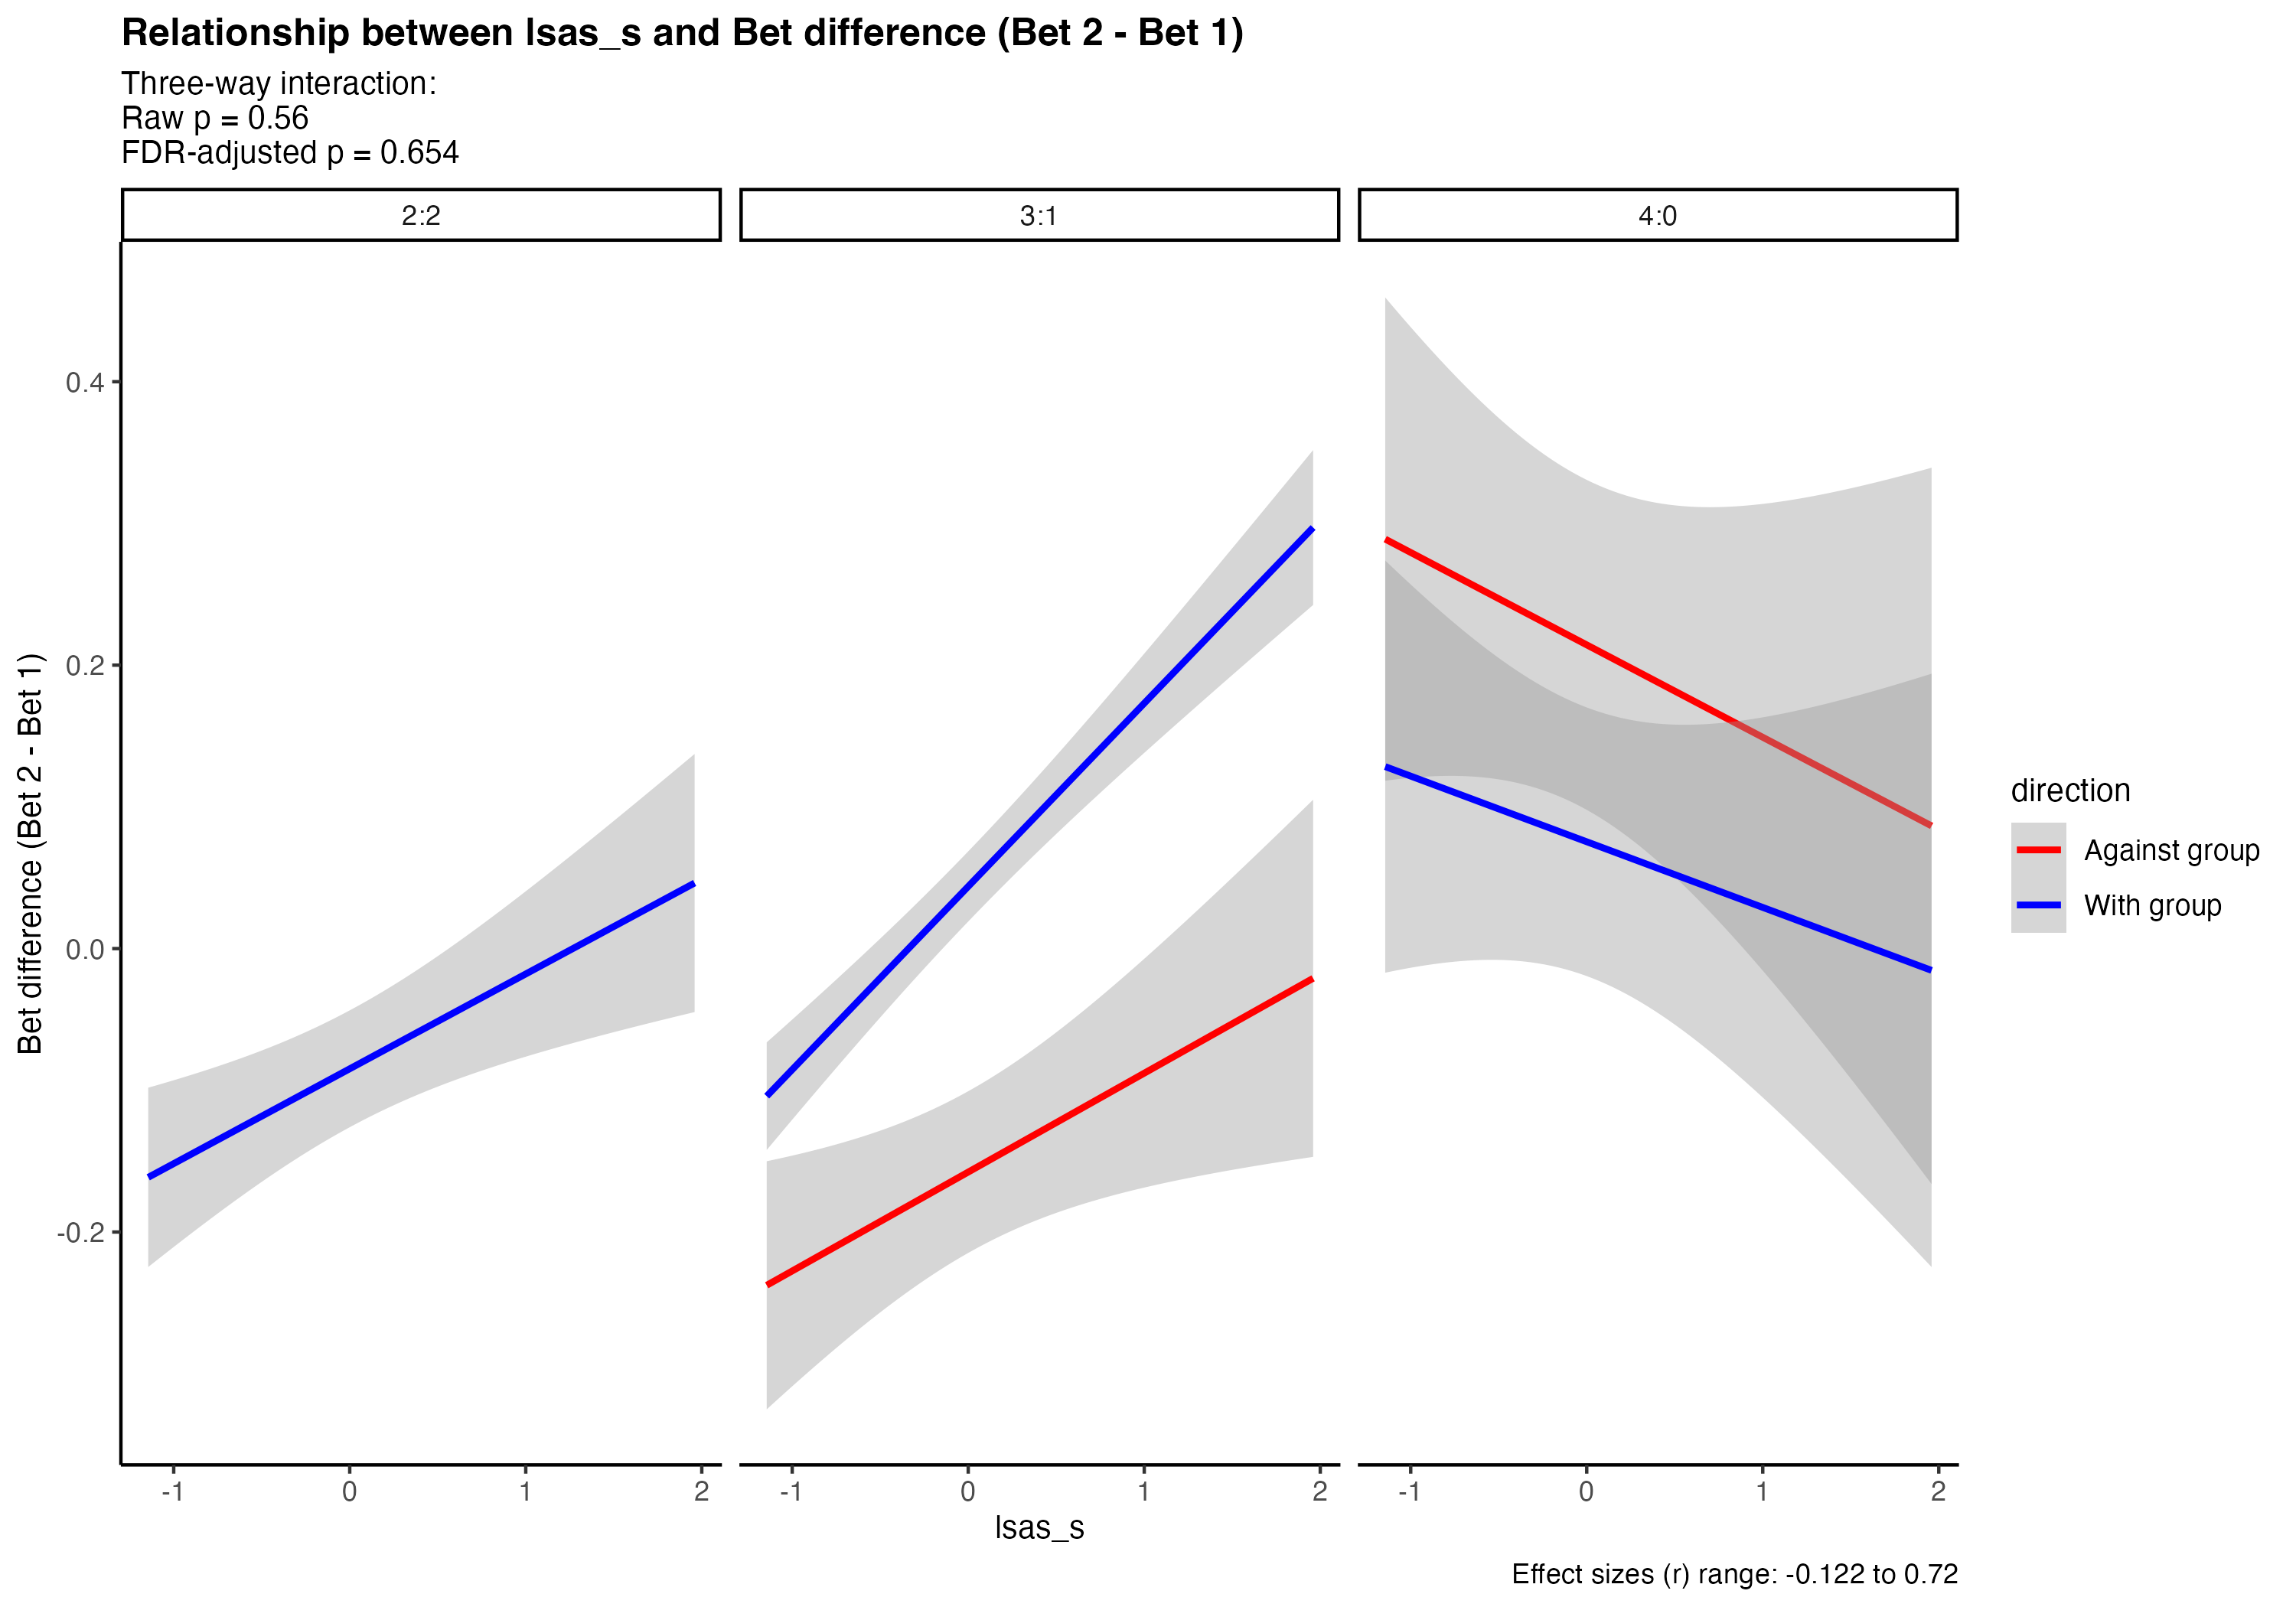 Relationship between lsas_s and Bet difference (Bet 2 - Bet 1)
Three-way interaction:
Raw p = 0.56
FDR-adjusted p = 0.654
2:2
3:1
4:0
Bet difference (Bet 2 - Bet 1)
0.4
0.2
0.0
-0.2
-1 0 1 2
-1 0 1 2
-1 0 1 2
lsas_s
direction
Against group
With group
Effect sizes (r) range: -0.122 to 0.72